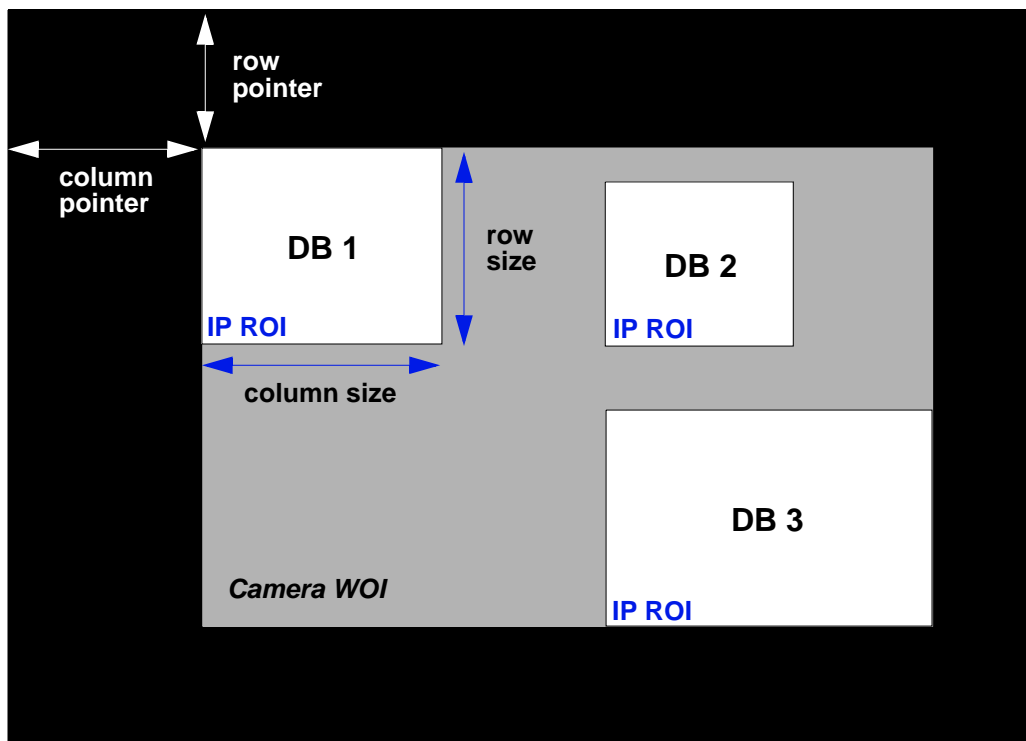 row
pointer
column
pointer
DB 1
row
size
DB 2
IP ROI
IP ROI
column size
DB 3
Camera WOI
IP ROI